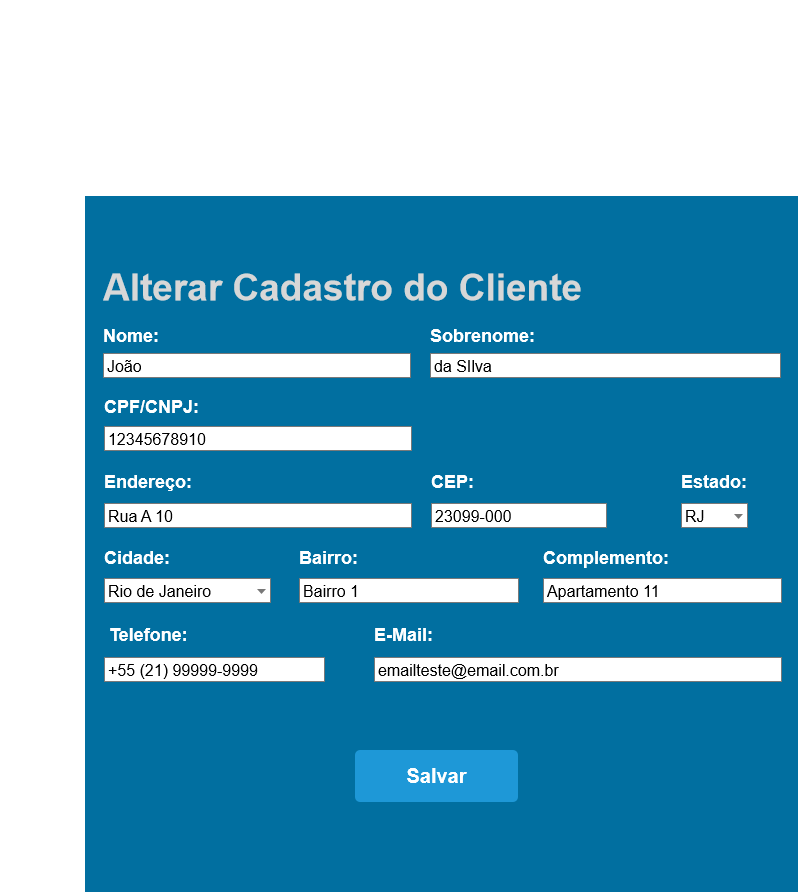 Alterar Cadastro do Cliente
Nome: Sobrenome:
João da SIlva
CPF/CNPJ:
12345678910
Endereço: CEP: Estado:
Rua A 10 23099-000 RJ
Cidade: Bairro: Complemento:
Rio de Janeiro Bairro 1 Apartamento 11
Telefone: E-Mail:
+55 (21) 99999-9999 emailteste@email.com.br
Salvar